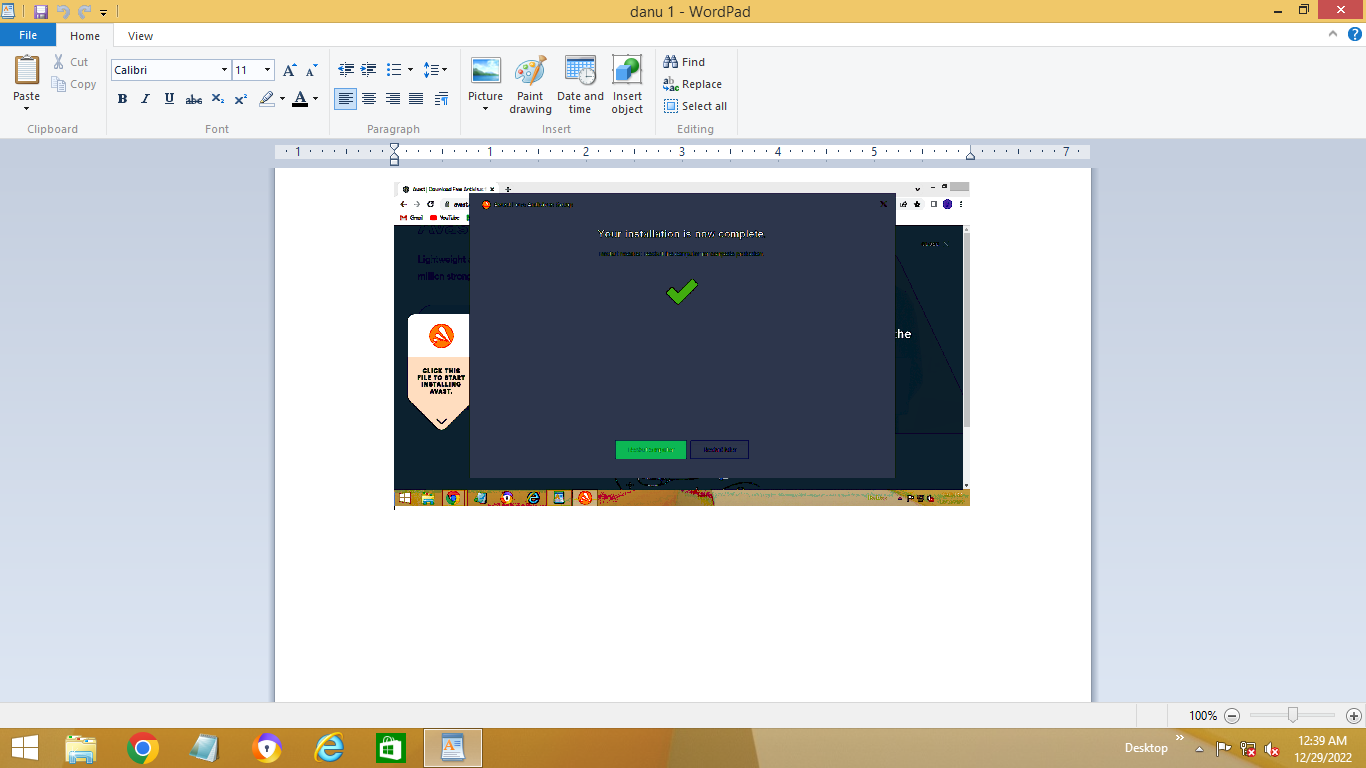 danu 1 - WordPad
File
Home
View
Paste
Cut
Copy
Clipboard
Calibri
11
Font
Paragraph
Picture
Paint drawing
Date and time
Insert object
Insert
Find
Replace
Select all
Editing
1 1 2 3 4 5 7
Avast | Download Free Antivirus
Gmail
YouTube
Lightweight
million strong
Your installation is now complete
the
CLICK THIS
FILE TO START
INSTALLING
AVAST.
100%
Desktop
12:39 AM
12/29/2022